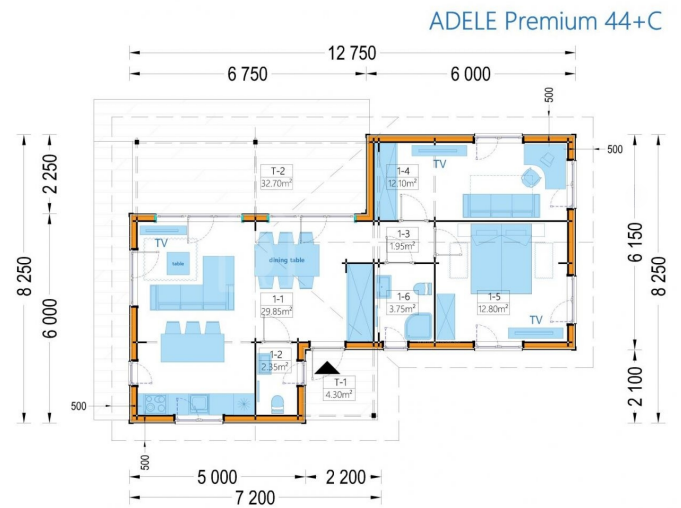 ADELE Premium 44+C
12 750
6 750
6 000
500
500
2 250
T-2
32.70m²
TV
1-4
12.10m²
1-3
1.95m²
TV
table
dining table
8 250
6 000
6 150
8 250
1-1
29.85m²
1-6
3.75m²
1-5
12.80m²
TV
1-2
2.35m²
T-1
4.30m²
2 100
500
500
5 000
2 200
7 200